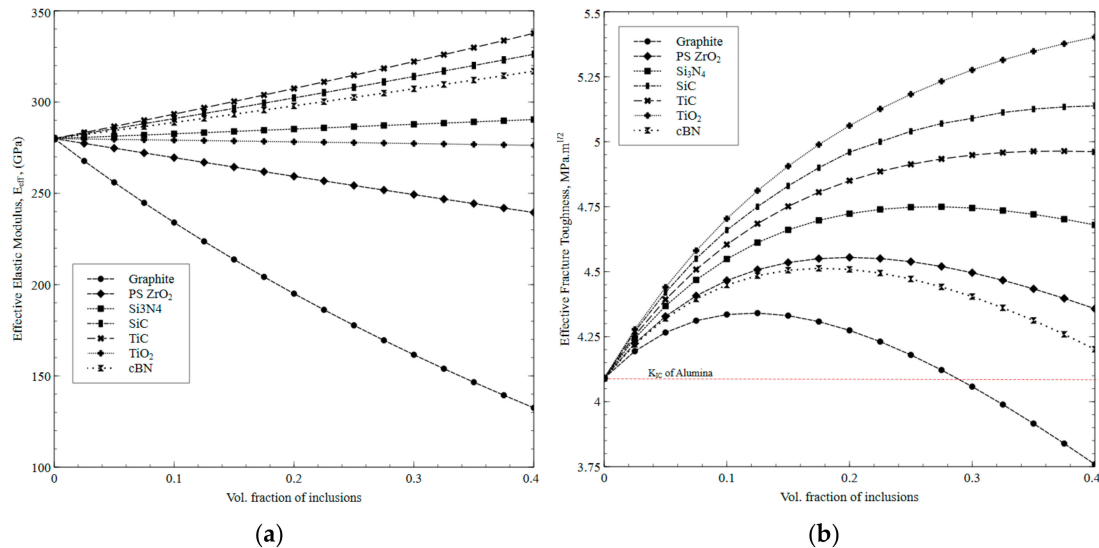 350
300
250
200
150
100
Effective Elastic Modulus, E_eff, (GPa)
Graphite
PS ZrO₂
Si3N4
SiC
TiC
TiO₂
cBN
0 0.1 0.2 0.3 0.4
Vol. fraction of inclusions
(a)
5.5
5.25
5
4.75
4.5
4.25
4
3.75
Effective Fracture Toughness, MPa.m^1/2
Graphite
PS ZrO₂
Si₃N₄
SiC
TiC
TiO₂
cBN
K_IC of Alumina
0 0.1 0.2 0.3 0.4
Vol. fraction of inclusions
(b)